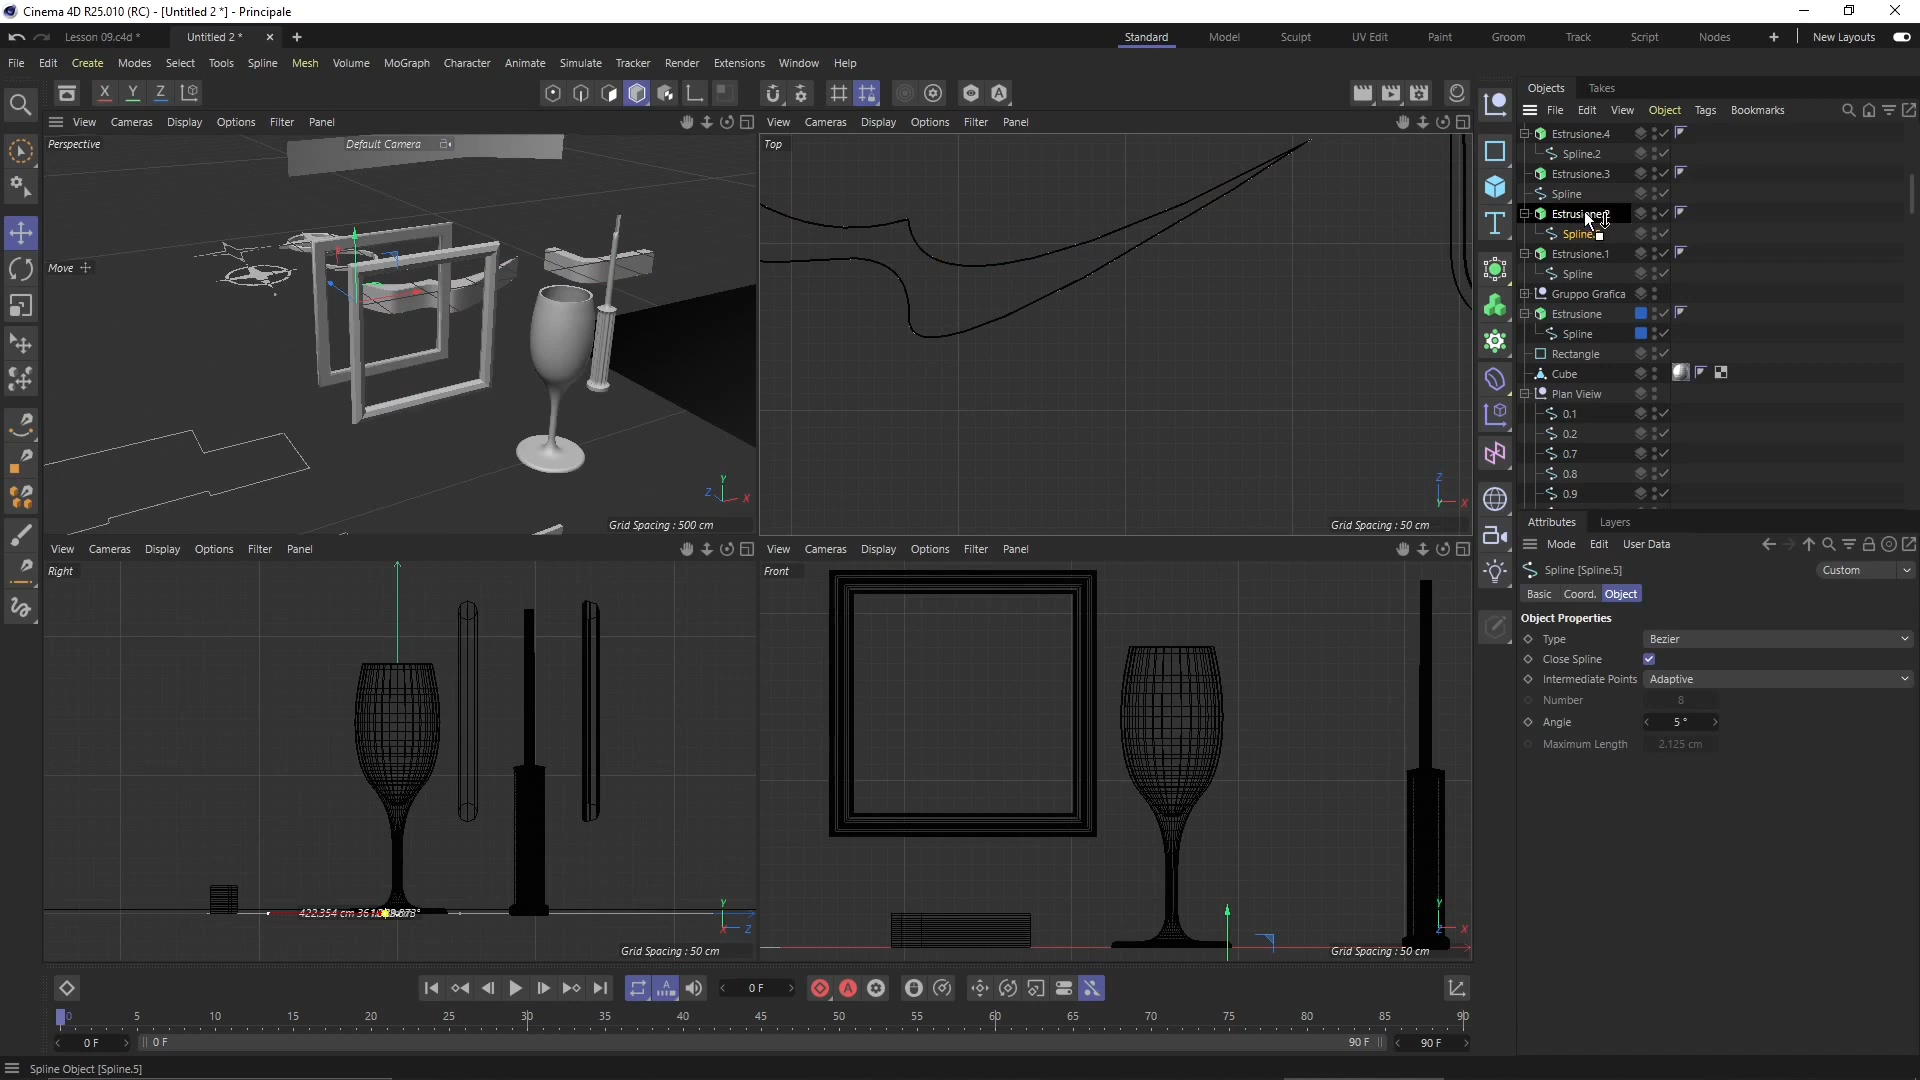 Cinema 4D R25.010 (RC) - [Untitled 2 *] - Principale
Lesson 09.c4d *
Untitled 2 *
Standard
Model
Sculpt
UV Edit
Paint
Groom
Track
Script
Nodes
New Layouts
File Edit Create Modes Select Tools Spline Mesh Volume MoGraph Character Animate Simulate Tracker Render Extensions Window Help
X Y Z
Objects Takes
File Edit View Object Tags Bookmarks
View Cameras Display Options Filter Panel
Perspective
Default Camera
Move
Grid Spacing : 500 cm
View Cameras Display Options Filter Panel
Top
Grid Spacing : 50 cm
View Cameras Display Options Filter Panel
Right
Grid Spacing : 50 cm
View Cameras Display Options Filter Panel
Front
Grid Spacing : 50 cm
Estrusione.4
Spline.2
Estrusione.3
Spline
Spline
Estrusione.1
Spline
Gruppo Grafica
Estrusione
Spline
Rectangle
Cube
Plan Veiw
0.1
0.2
0.7
0.8
0.9
Attributes Layers
Mode Edit User Data
Spline [Spline.5]
Custom
Basic Coord. Object
Object Properties
Type Bezier
Close Spline
Intermediate Points Adaptive
Number 8
Angle 5 °
Maximum Length 2.125 cm
0 F
0 5 10 15 20 25 30 35 40 45 50 55 60 65 70 75 80 85 90
0 F 0 F 90 F 90 F
Spline Object [Spline.5]